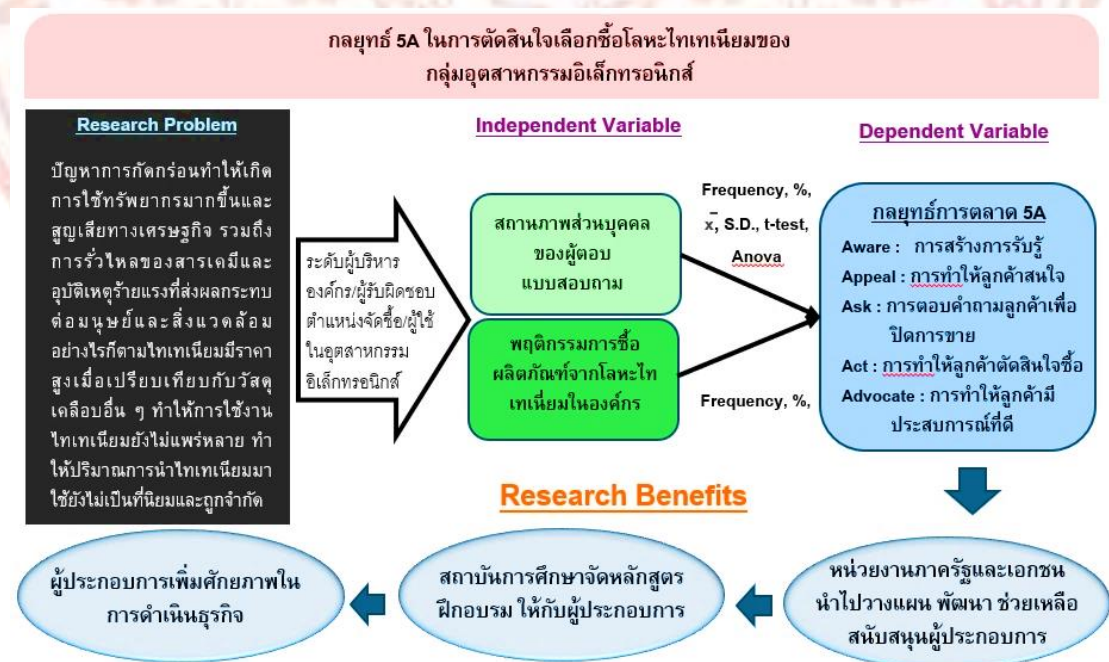 กลยุทธ์ 5A ในการตัดสินใจเลือกซื้อโลหะไทเทเนียมของ
กลุ่มอุตสาหกรรมอิเล็กทรอนิกส์
Research Problem
ปัญหาการกัดกร่อนทำให้เกิด
การใช้ทรัพยากรมากขึ้นและ
สูญเสียทางเศรษฐกิจ รวมถึง
การรั่วไหลของสารเคมีและ
อุบัติเหตุร้ายแรงที่ส่งผลกระทบ
ต่อมนุษย์และสิ่งแวดล้อม
อย่างไรก็ตามไทเทเนียมมีราคา
สูงเมื่อเปรียบเทียบกับวัสดุ
เคลือบอื่น ๆ ทำให้การใช้งาน
ไทเทเนียมยังไม่แพร่หลาย ทำ
ให้ปริมาณการนำไทเทเนียมมา
ใช้ยังไม่เป็นที่นิยมและถูกจำกัด
ระดับผู้บริหาร
องค์กร/ผู้รับผิดชอบ
ตำแหน่งจัดซื้อ/ผู้ใช้
ในอุตสาหกรรม
อิเล็กทรอนิกส์
Independent Variable
สถานภาพส่วนบุคคล
ของผู้ตอบ
แบบสอบถาม
พฤติกรรมการซื้อ
ผลิตภัณฑ์จากโลหะไท
ทเนี่ยมในองค์กร
Frequency, %,
x̄, S.D., t-test,
Anova
Frequency, %,
Dependent Variable
กลยุทธ์การตลาด 5A
Aware : การสร้างการรับรู้
Appeal : การทำให้ลูกค้าสนใจ
Ask : การตอบคำถามลูกค้าเพื่อ
ปิดการขาย
Act : การทำให้ลูกค้าตัดสินใจซื้อ
Advocate : การทำให้ลูกค้ามี
ประสบการณ์ที่ดี
Research Benefits
หน่วยงานภาครัฐและเอกชน
นำไปวางแผน พัฒนา ช่วยเหลือ
สนับสนุนผู้ประกอบการ
สถาบันการศึกษาจัดหลักสูตร
ฝึกอบรม ให้กับผู้ประกอบการ
ผู้ประกอบการเพิ่มศักยภาพใน
การดำเนินธุรกิจ